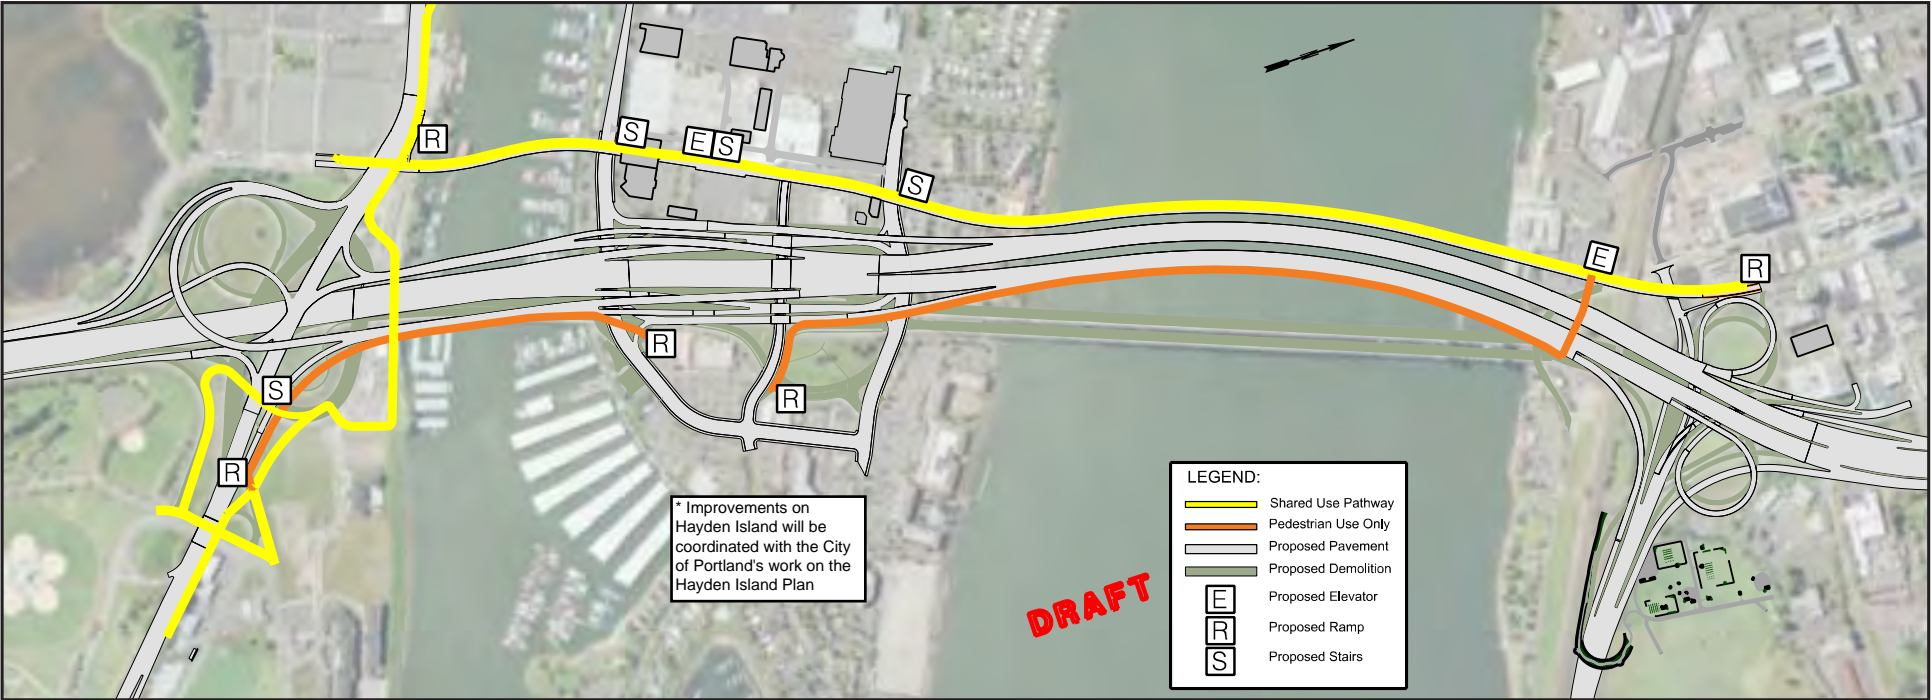 R
S
E
S
S
E
R
R
R
S
R
* Improvements on
Hayden Island will be
coordinated with the City
of Portland's work on the
Hayden Island Plan
DRAFT
LEGEND:
Shared Use Pathway
Pedestrian Use Only
Proposed Pavement
Proposed Demolition
E Proposed Elevator
R Proposed Ramp
S Proposed Stairs